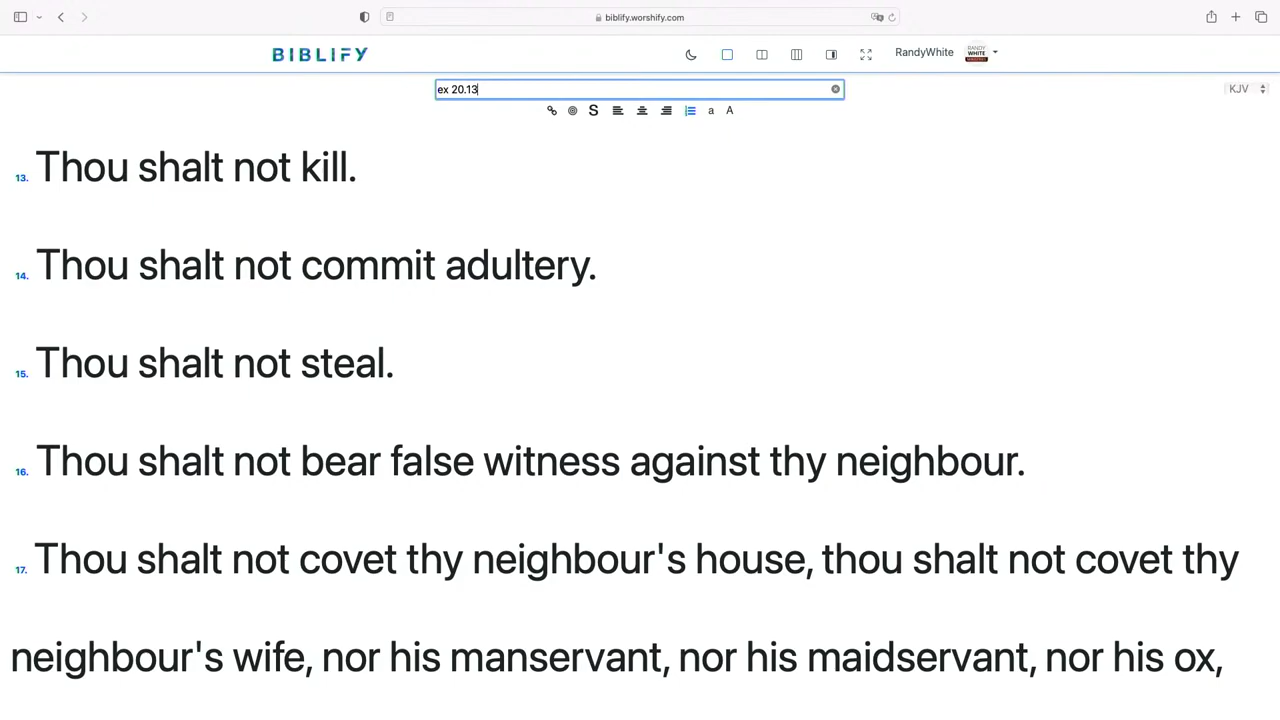 biblify.worshify.com
BIBLIFY
RandyWhite
RANDY
WHITE
ex 20.13
KJV
S
a A
13. Thou shalt not kill.
14. Thou shalt not commit adultery.
15. Thou shalt not steal.
16. Thou shalt not bear false witness against thy neighbour.
17. Thou shalt not covet thy neighbour's house, thou shalt not covet thy
neighbour's wife, nor his manservant, nor his maidservant, nor his ox,